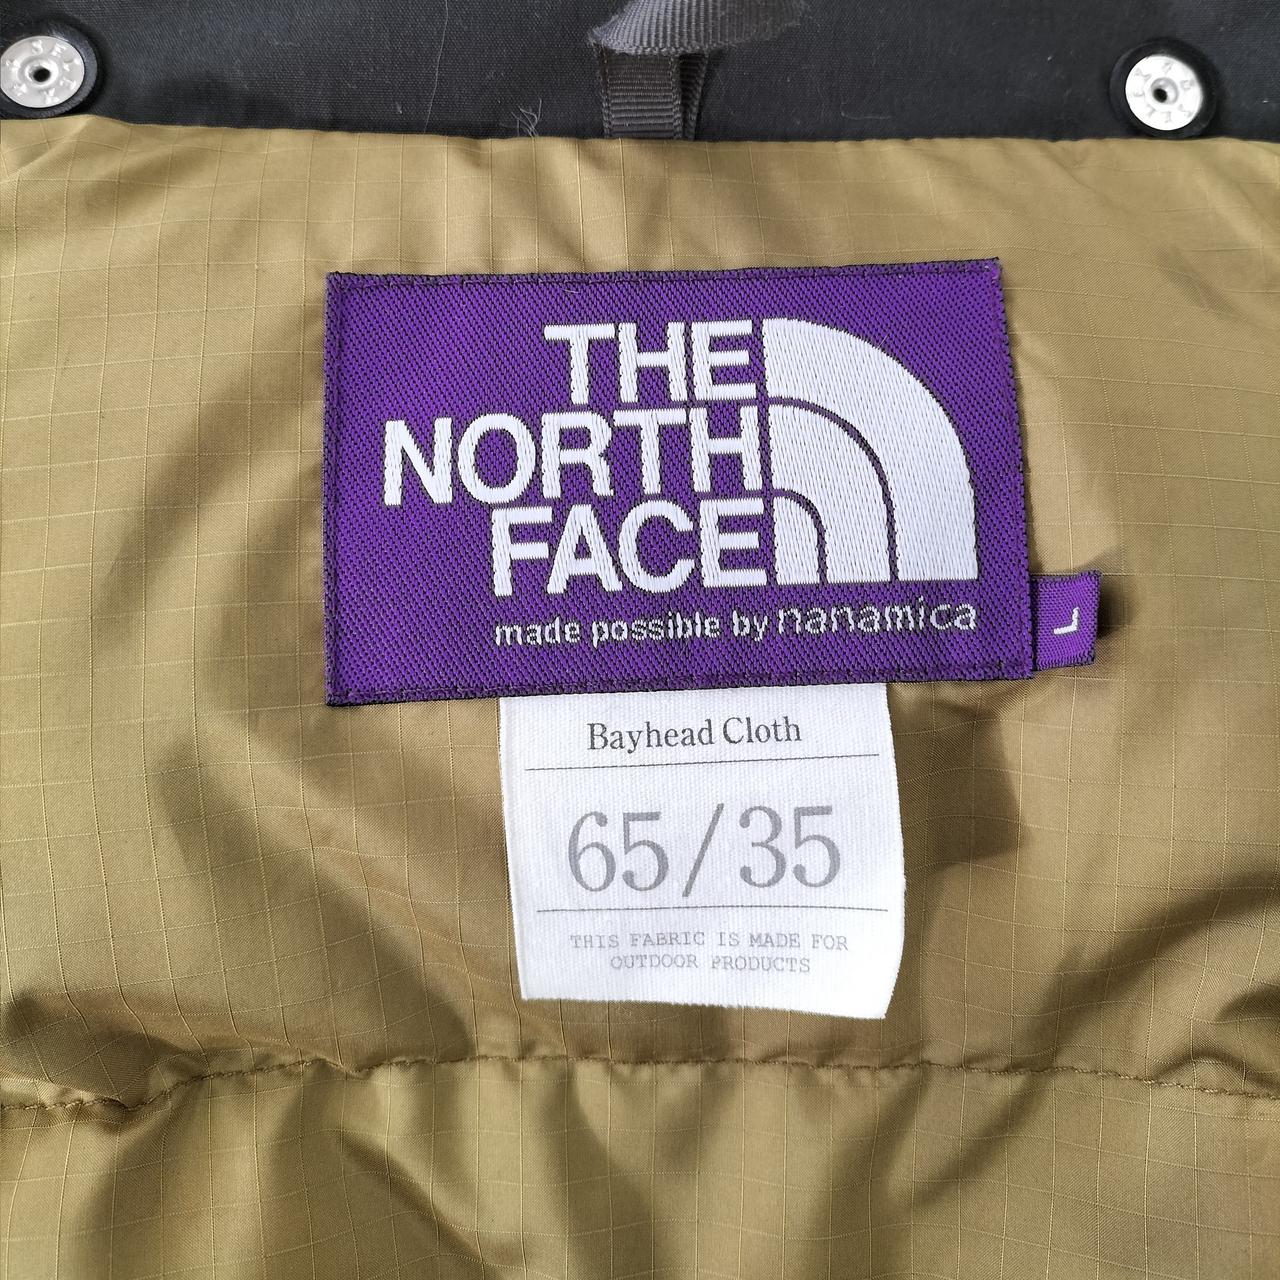 THE
NORTH
FACE
made possible by nanamica
L
Bayhead Cloth
65/35
THIS FABRIC IS MADE FOR
OUTDOOR PRODUCTS